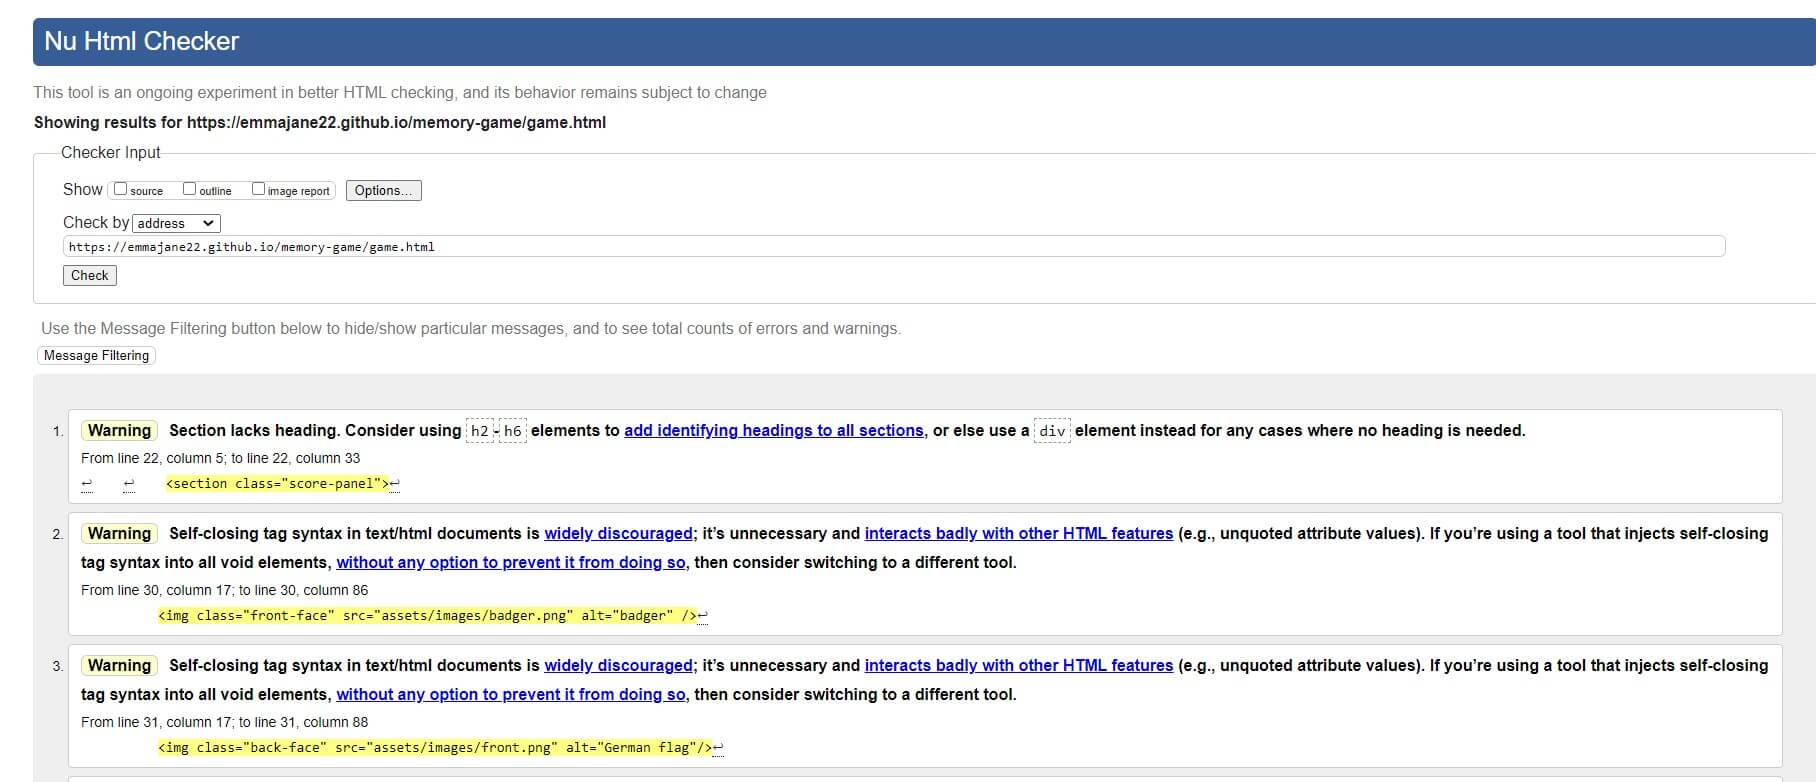 Nu Html Checker
This tool is an ongoing experiment in better HTML checking, and its behavior remains subject to change
Showing results for https://emmajane22.github.io/memory-game/game.html
Checker Input
Show source outline image report Options...
Check by address
https://emmajane22.github.io/memory-game/game.html
Check
Use the Message Filtering button below to hide/show particular messages, and to see total counts of errors and warnings.
Message Filtering
1. Warning Section lacks heading. Consider using h2-h6 elements to add identifying headings to all sections, or else use a div element instead for any cases where no heading is needed.
From line 22, column 5; to line 22, column 33
↩ ↩ <section class="score-panel">↩
2. Warning Self-closing tag syntax in text/html documents is widely discouraged; it’s unnecessary and interacts badly with other HTML features (e.g., unquoted attribute values). If you’re using a tool that injects self-closing
tag syntax into all void elements, without any option to prevent it from doing so, then consider switching to a different tool.
From line 30, column 17; to line 30, column 86
<img class="front-face" src="assets/images/badger.png" alt="badger" />↩
3. Warning Self-closing tag syntax in text/html documents is widely discouraged; it’s unnecessary and interacts badly with other HTML features (e.g., unquoted attribute values). If you’re using a tool that injects self-closing
tag syntax into all void elements, without any option to prevent it from doing so, then consider switching to a different tool.
From line 31, column 17; to line 31, column 88
<img class="back-face" src="assets/images/front.png" alt="German flag"/>↩